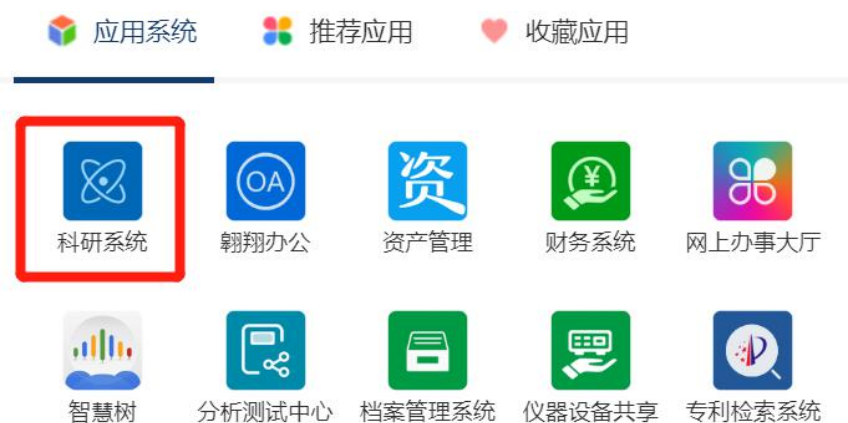 应用系统 推荐应用 收藏应用
OA 资 ¥
科研系统 翱翔办公 资产管理 财务系统 网上办事大厅
智慧树 分析测试中心 档案管理系统 仪器设备共享 专利检索系统